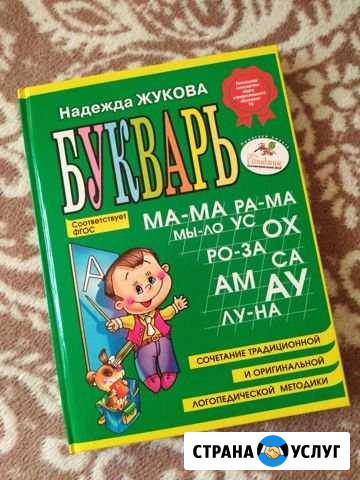 Надежда ЖУКОВА
БУКВАРЬ
Соответствует
ФГОС
МА-МА РА-МА
МЫ-ЛО УС ОХ
РО-ЗА СА
АМ АУ
ЛУ-НА
А
СОЧЕТАНИЕ ТРАДИЦИОННОЙ
И ОРИГИНАЛЬНОЙ
ЛОГОПЕДИЧЕСКОЙ МЕТОДИКИ
СТРАНА УСЛУГ